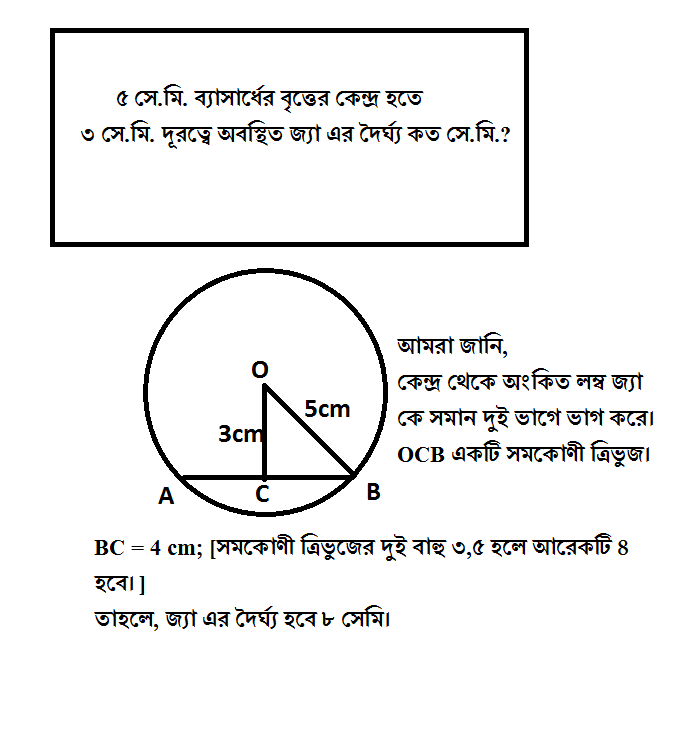 ৫ সে.মি. ব্যাসার্ধের বৃত্তের কেন্দ্র হতে
৩ সে.মি. দূরত্বে অবস্থিত জ্যা এর দৈর্ঘ্য কত সে.মি.?
O
5cm
3cm
A
C
B
আমরা জানি,
কেন্দ্র থেকে অংকিত লম্ব জ্যা
কে সমান দুই ভাগে ভাগ করে।
OCB একটি সমকোণী ত্রিভুজ।
BC = 4 cm; [সমকোণী ত্রিভুজের দুই বাহু ৩,৫ হলে আরেকটি ৪
হবে।]
তাহলে, জ্যা এর দৈর্ঘ্য হবে ৮ সেমি।